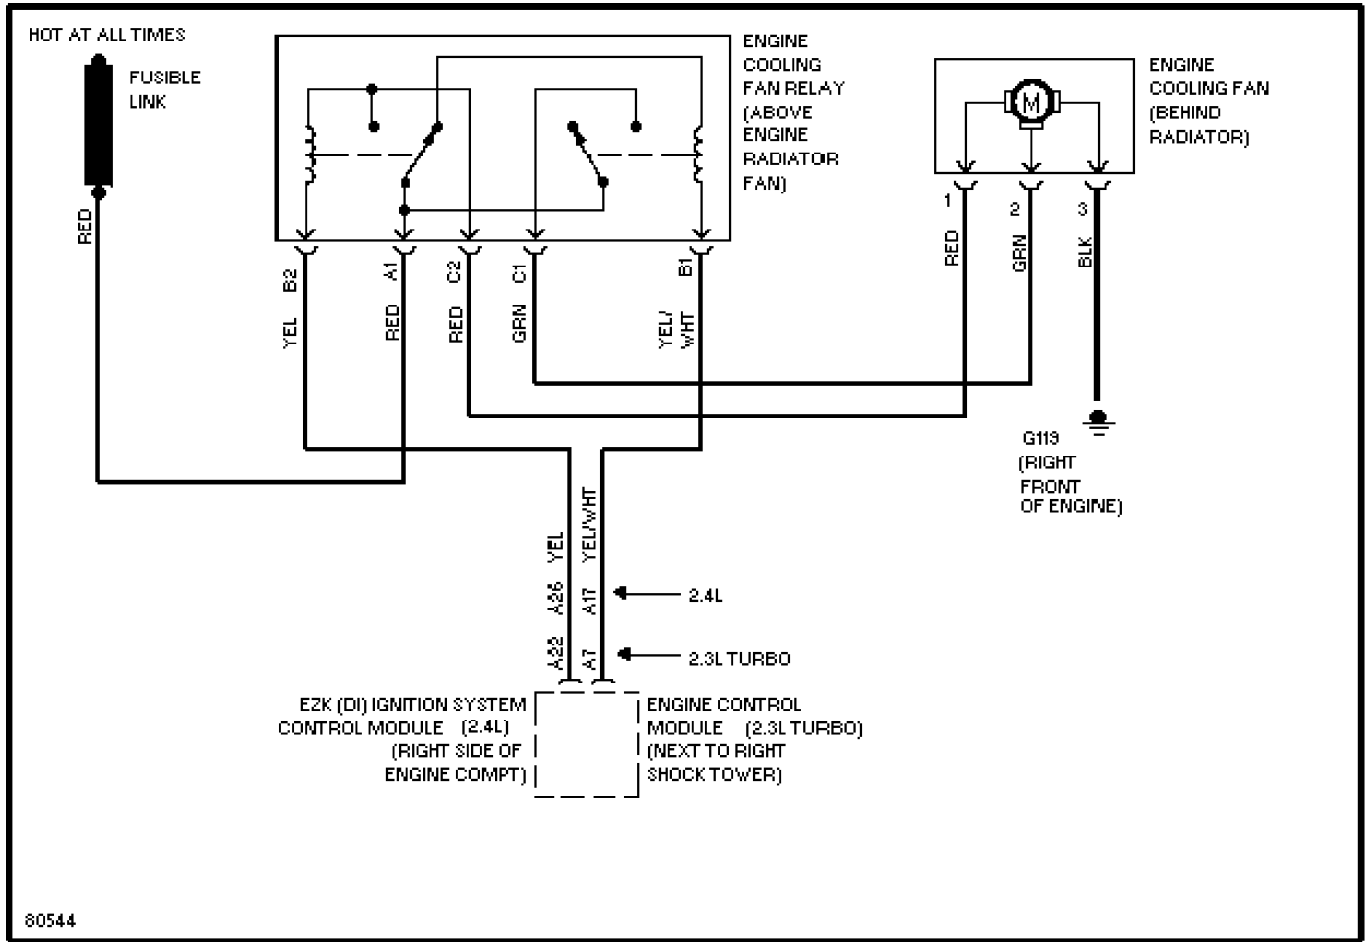 HOT AT ALL TIMES
FUSIBLE
LINK
RED
ENGINE
COOLING
FAN RELAY
(ABOVE
ENGINE
RADIATOR
FAN)
M
ENGINE
COOLING FAN
(BEHIND
RADIATOR)
1
2
3
RED
GRN
BLK
B2
A1
C2
C1
B1
YEL
RED
RED
GRN
YEL/
WHT
G119
(RIGHT
FRONT
OF ENGINE)
YEL
YEL/WHT
A26
A17
2.4L
A22
A7
2.3L TURBO
EZK (DI) IGNITION SYSTEM
CONTROL MODULE (2.4L)
(RIGHT SIDE OF
ENGINE COMPT)
ENGINE CONTROL
MODULE (2.3L TURBO)
(NEXT TO RIGHT
SHOCK TOWER)
80544